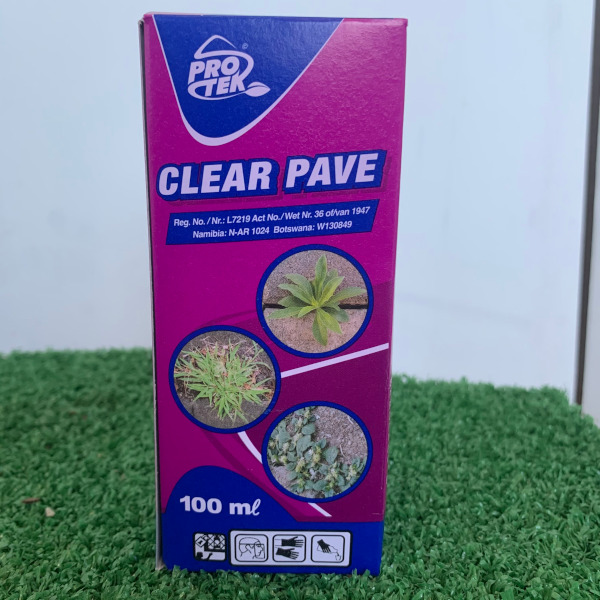 PRO
TEK
CLEAR PAVE
Reg. No. / Nr.: L7219 Act No./Wet Nr. 36 of/van 1947
Namibia: N-AR 1024 Botswana: W130849
100 ml